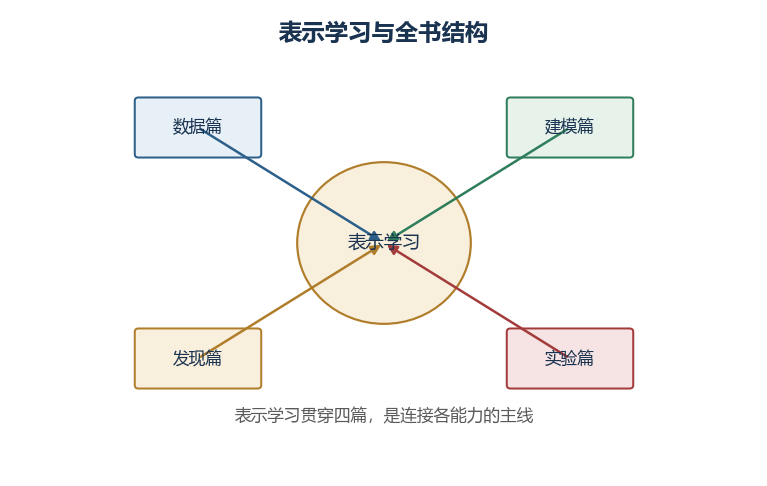 表示学习与全书结构
数据篇
建模篇
表示学习
发现篇
实验篇
表示学习贯穿四篇，是连接各能力的主线